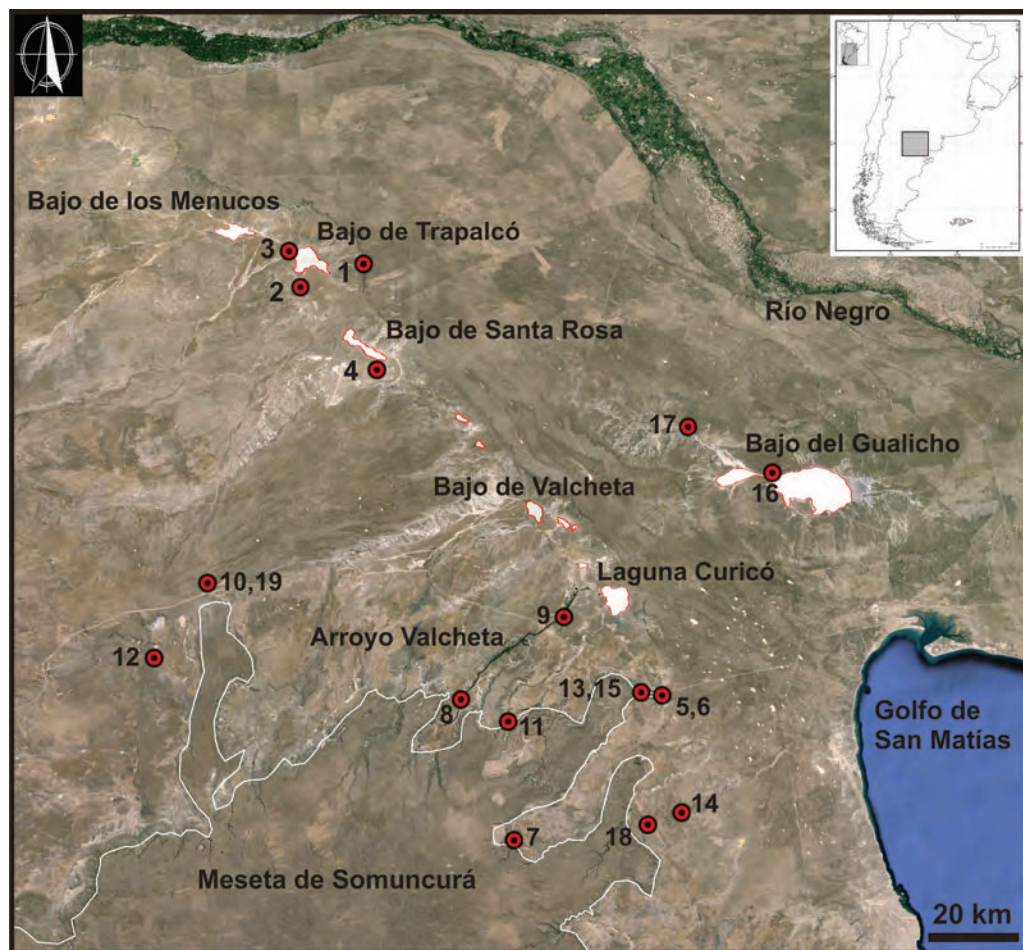 Bajo de los Menucos
Bajo de Trapalcó
3
1
2
Río Negro
Bajo de Santa Rosa
4
17
Bajo del Gualicho
16
Bajo de Valcheta
10,19
Laguna Curicó
9
Arroyo Valcheta
12
13,15
5,6
8
11
Golfo de
San Matías
14
18
7
Meseta de Somuncurá
20 km